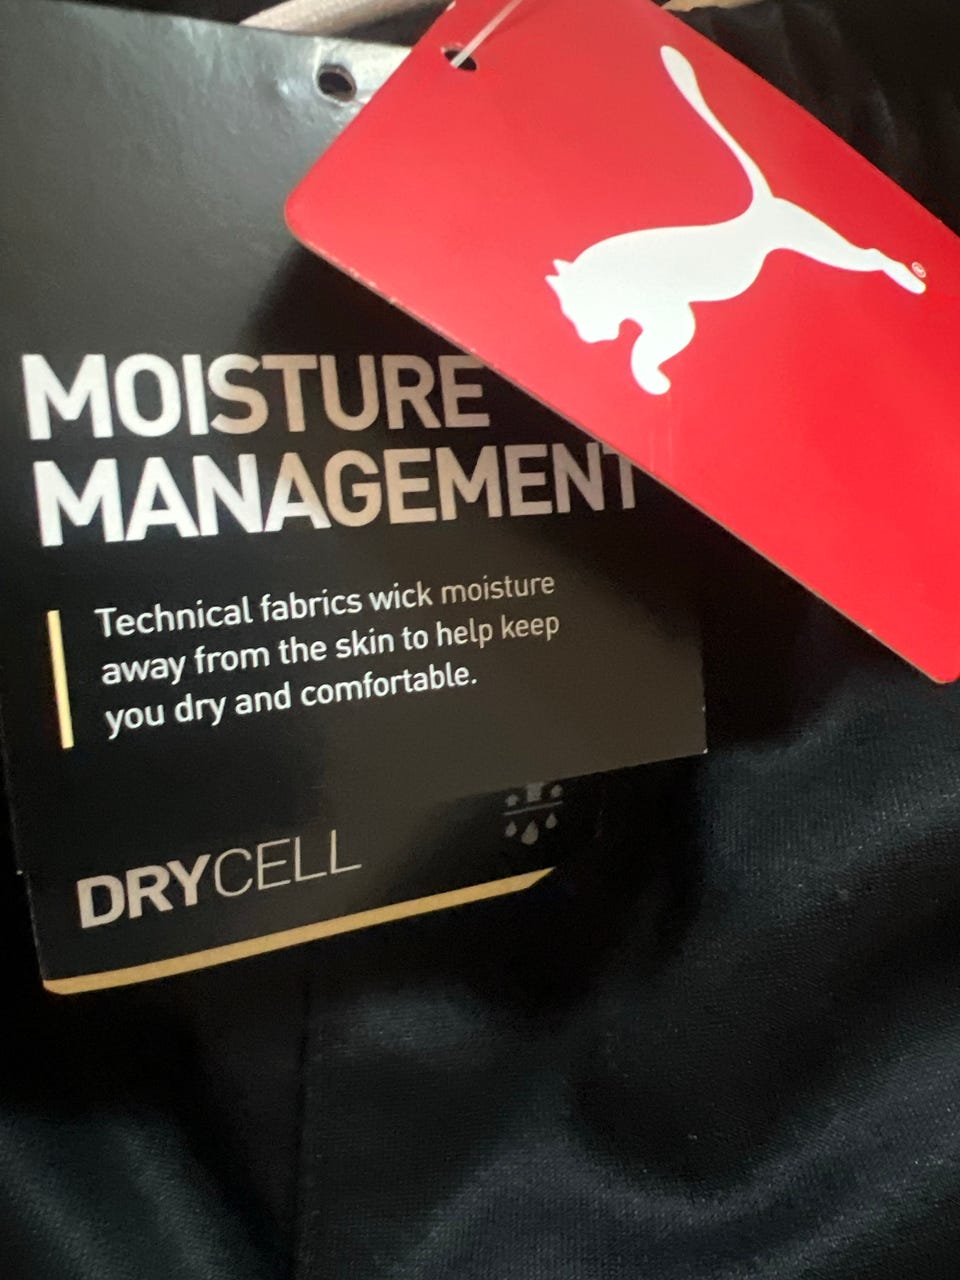 MOISTURE
MANAGEMENT
Technical fabrics wick moisture
away from the skin to help keep
you dry and comfortable.
DRYCELL
®